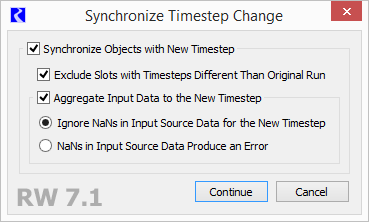 Synchronize Timestep Change
Synchronize Objects with New Timestep
Exclude Slots with Timesteps Different Than Original Run
Aggregate Input Data to the New Timestep
Ignore NaNs in Input Source Data for the New Timestep
NaNs in Input Source Data Produce an Error
RW 7.1
Continue
Cancel